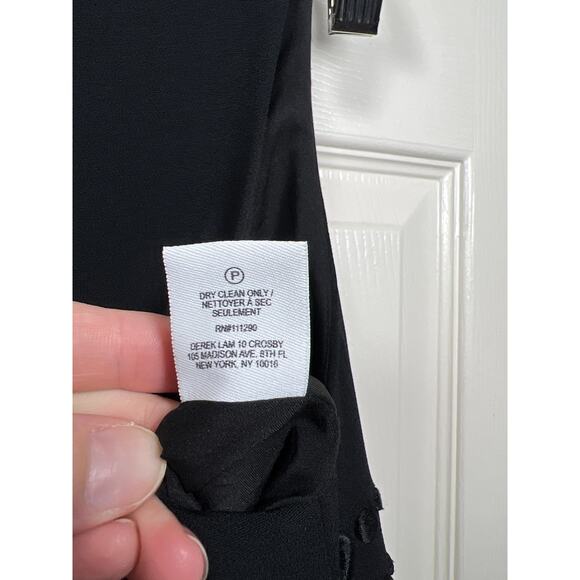 P
DRY CLEAN ONLY /
NETTOYER À SEC
SEULEMENT
RN#111290
DEREK LAM 10 CROSBY
105 MADISON AVE. 8TH FL
NEW YORK, NY 10016